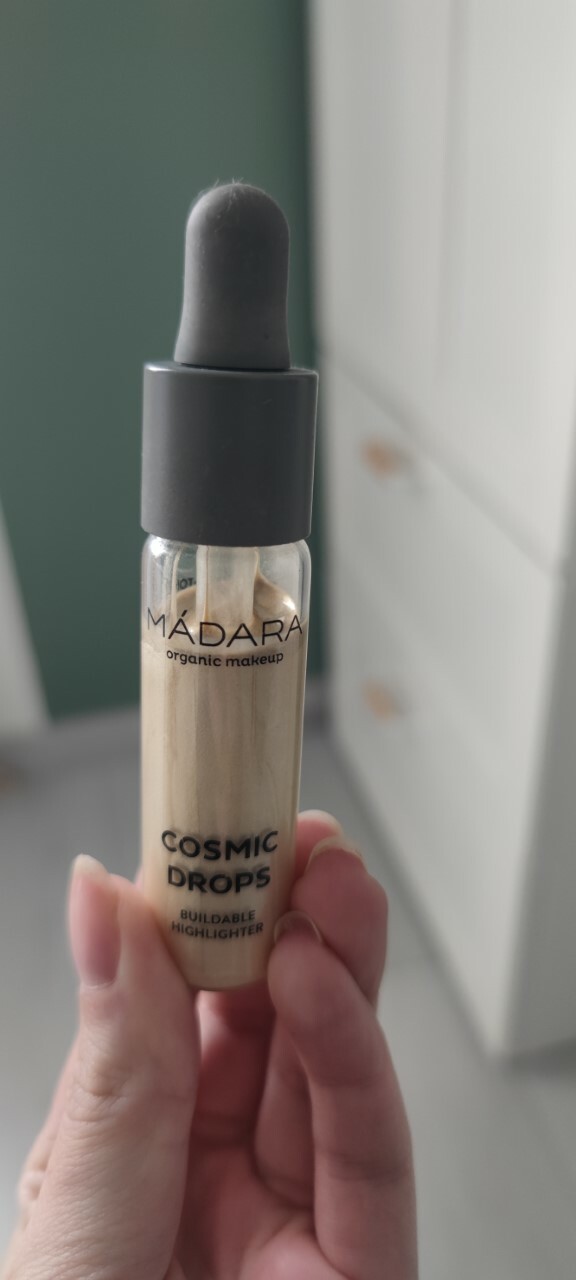 MÁDARA
organic makeup
COSMIC
DROPS
BUILDABLE
HIGHLIGHTER